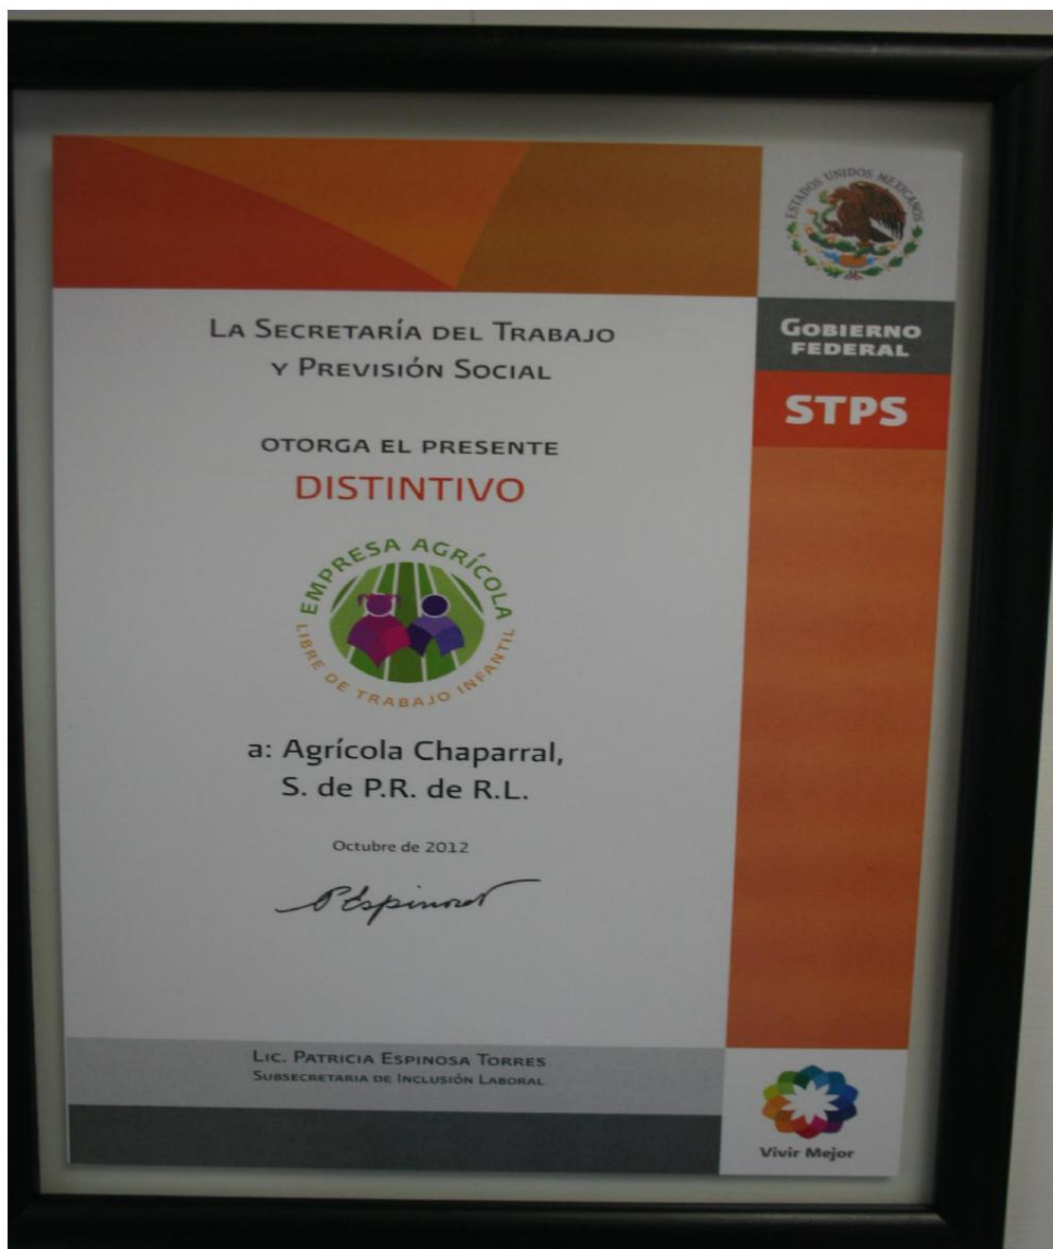 ESTADOS UNIDOS MEXICANOS
GOBIERNO
FEDERAL
STPS
LA SECRETARÍA DEL TRABAJO
Y PREVISIÓN SOCIAL
OTORGA EL PRESENTE
DISTINTIVO
EMPRESA AGRÍCOLA
LIBRE DE TRABAJO INFANTIL
a: Agrícola Chaparral,
S. de P.R. de R.L.
Octubre de 2012
PEspinosa
LIC. PATRICIA ESPINOSA TORRES
SUBSECRETARIA DE INCLUSIÓN LABORAL
Vivir Mejor